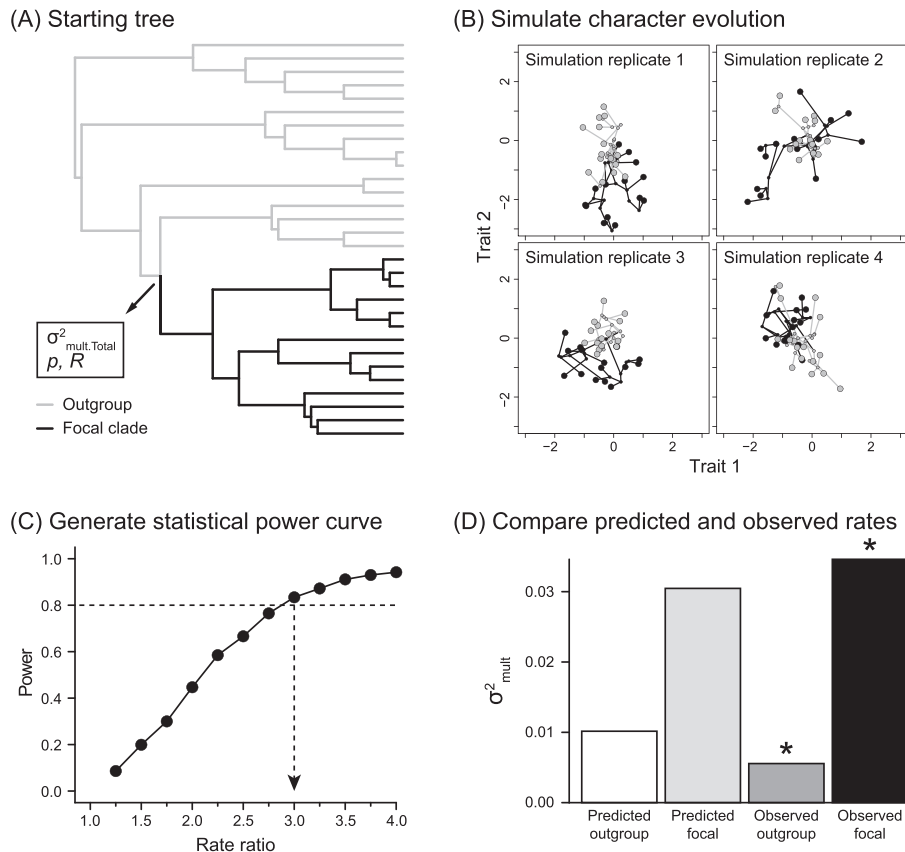 (A) Starting tree
σ²mult.Total
p, R
Outgroup
Focal clade
(B) Simulate character evolution
Simulation replicate 1
Simulation replicate 2
Simulation replicate 3
Simulation replicate 4
2
0
−2
2
0
−2
Trait 2
−2
0
2
−2
0
2
Trait 1
(C) Generate statistical power curve
1.0
0.8
0.6
0.4
0.2
0.0
Power
1.0
1.5
2.0
2.5
3.0
3.5
4.0
Rate ratio
(D) Compare predicted and observed rates
0.03
0.02
0.01
0.00
σ²mult
*
*
Predicted outgroup
Predicted focal
Observed outgroup
Observed focal